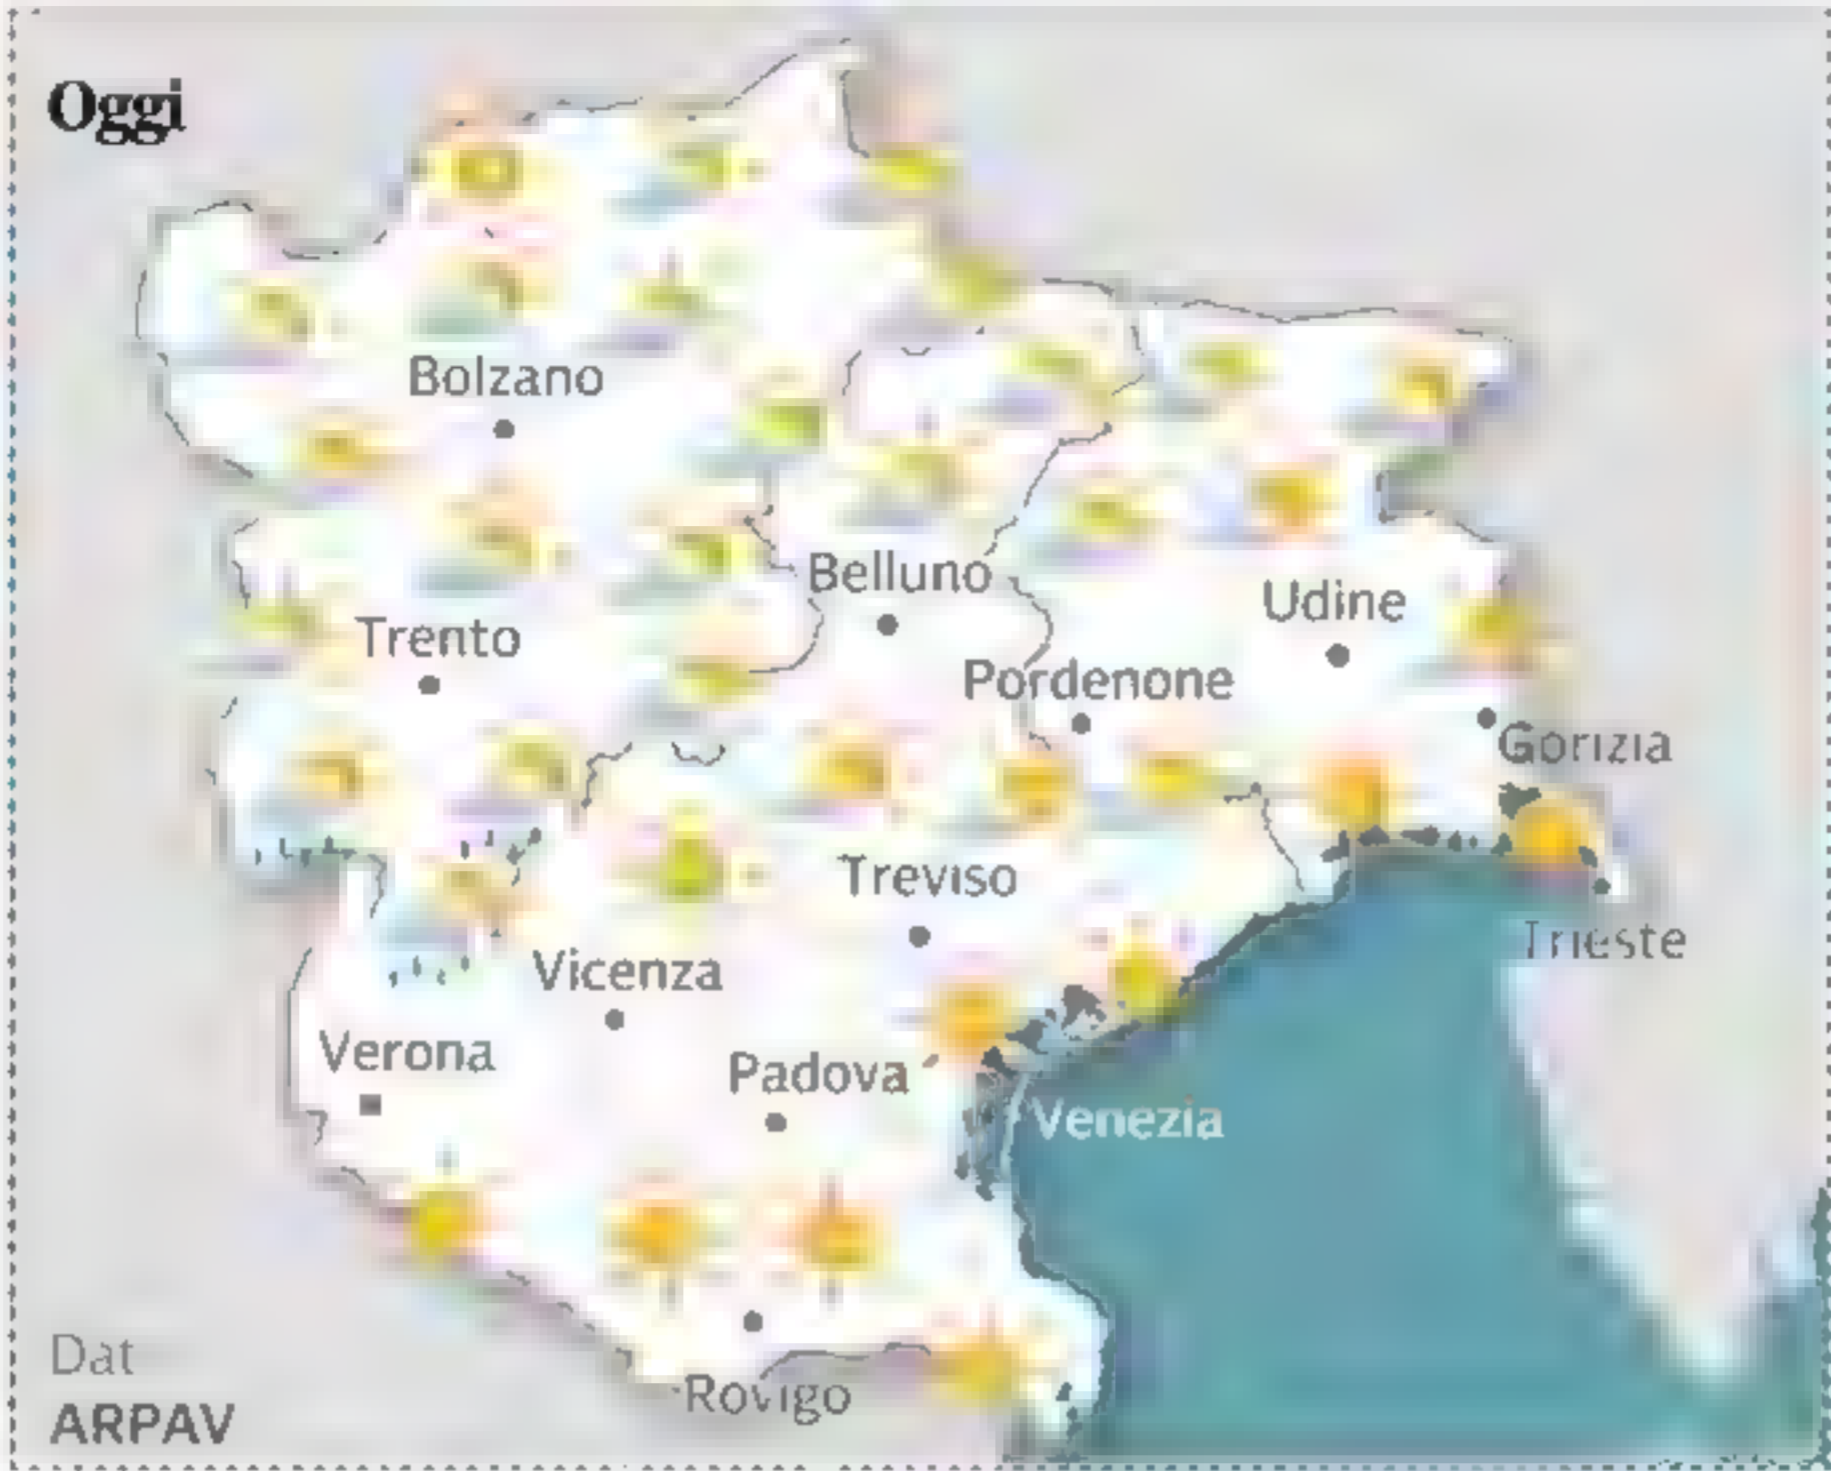 Oggi
Bolzano
Belluno
Udine
Trento
Pordenone
Gorizia
Treviso
Trieste
Vicenza
Verona
Padova
Venezia
Dat
ARPAV
Rovigo